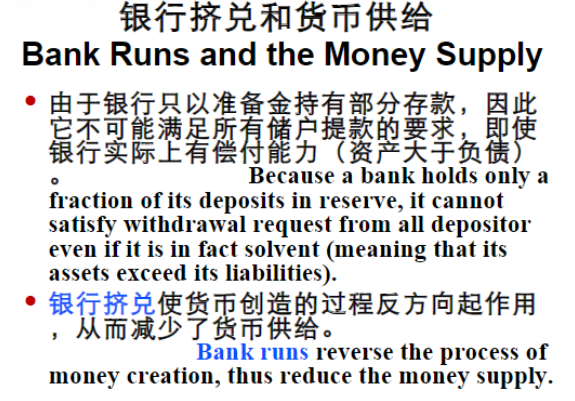 银行挤兑和货币供给
Bank Runs and the Money Supply
• 由于银行只以准备金持有部分存款，因此
它不可能满足所有储户提款的要求，即使
银行实际上有偿付能力（资产大于负债）
。 Because a bank holds only a
fraction of its deposits in reserve, it cannot
satisfy withdrawal request from all depositor
even if it is in fact solvent (meaning that its
assets exceed its liabilities).
• 银行挤兑使货币创造的过程反方向起作用
，从而减少了货币供给。
Bank runs reverse the process of
money creation, thus reduce the money supply.